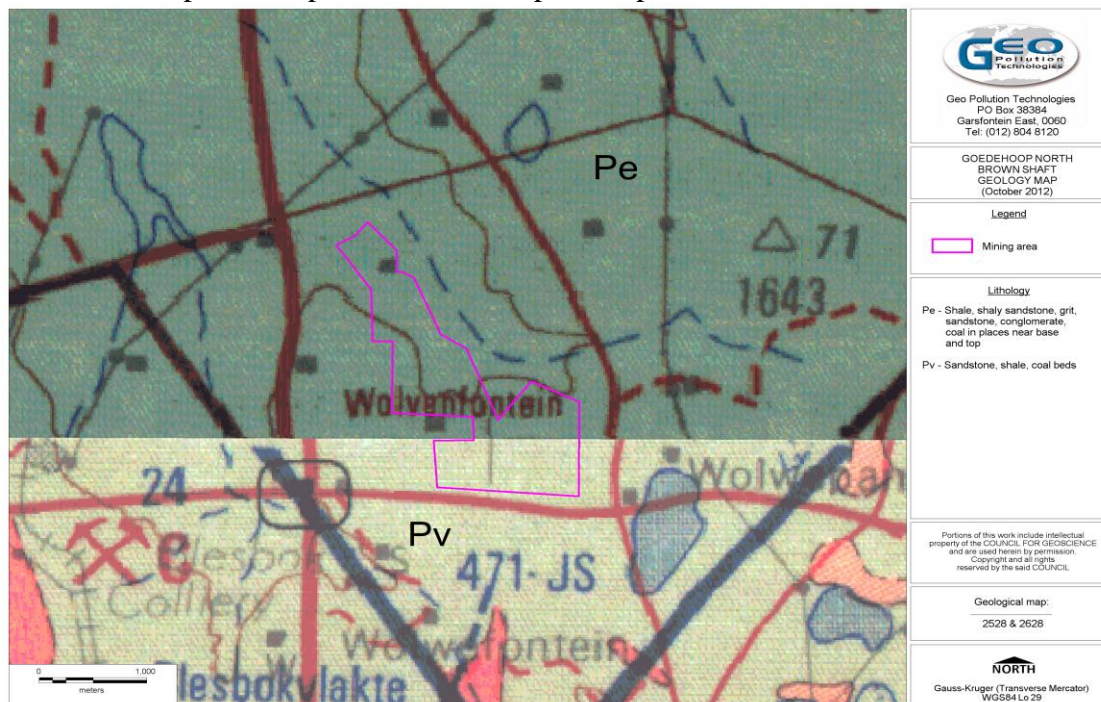 Pe
71
1643
Wolvenfontein
24
Pv
471-JS
Colliery
Wolwefontein
lesbokvlakte
0 1,000
meters
GEO
Pollution
Technologies
Geo Pollution Technologies
PO Box 38384
Garsfontein East, 0060
Tel: (012) 804 8120
GOEDEHOOP NORTH
BROWN SHAFT
GEOLOGY MAP
(October 2012)
Legend
Mining area
Lithology
Pe - Shale, shaly sandstone, grit,
sandstone, conglomerate,
coal in places near base
and top
Pv - Sandstone, shale, coal beds
Portions of this work include intellectual
property of the COUNCIL FOR GEOSCIENCE
and are used herein by permission.
Copyright and all rights
reserved by the said COUNCIL
Geological map:
2528 & 2628
NORTH
Gauss-Kruger (Transverse Mercator)
WGS84 Lo 29